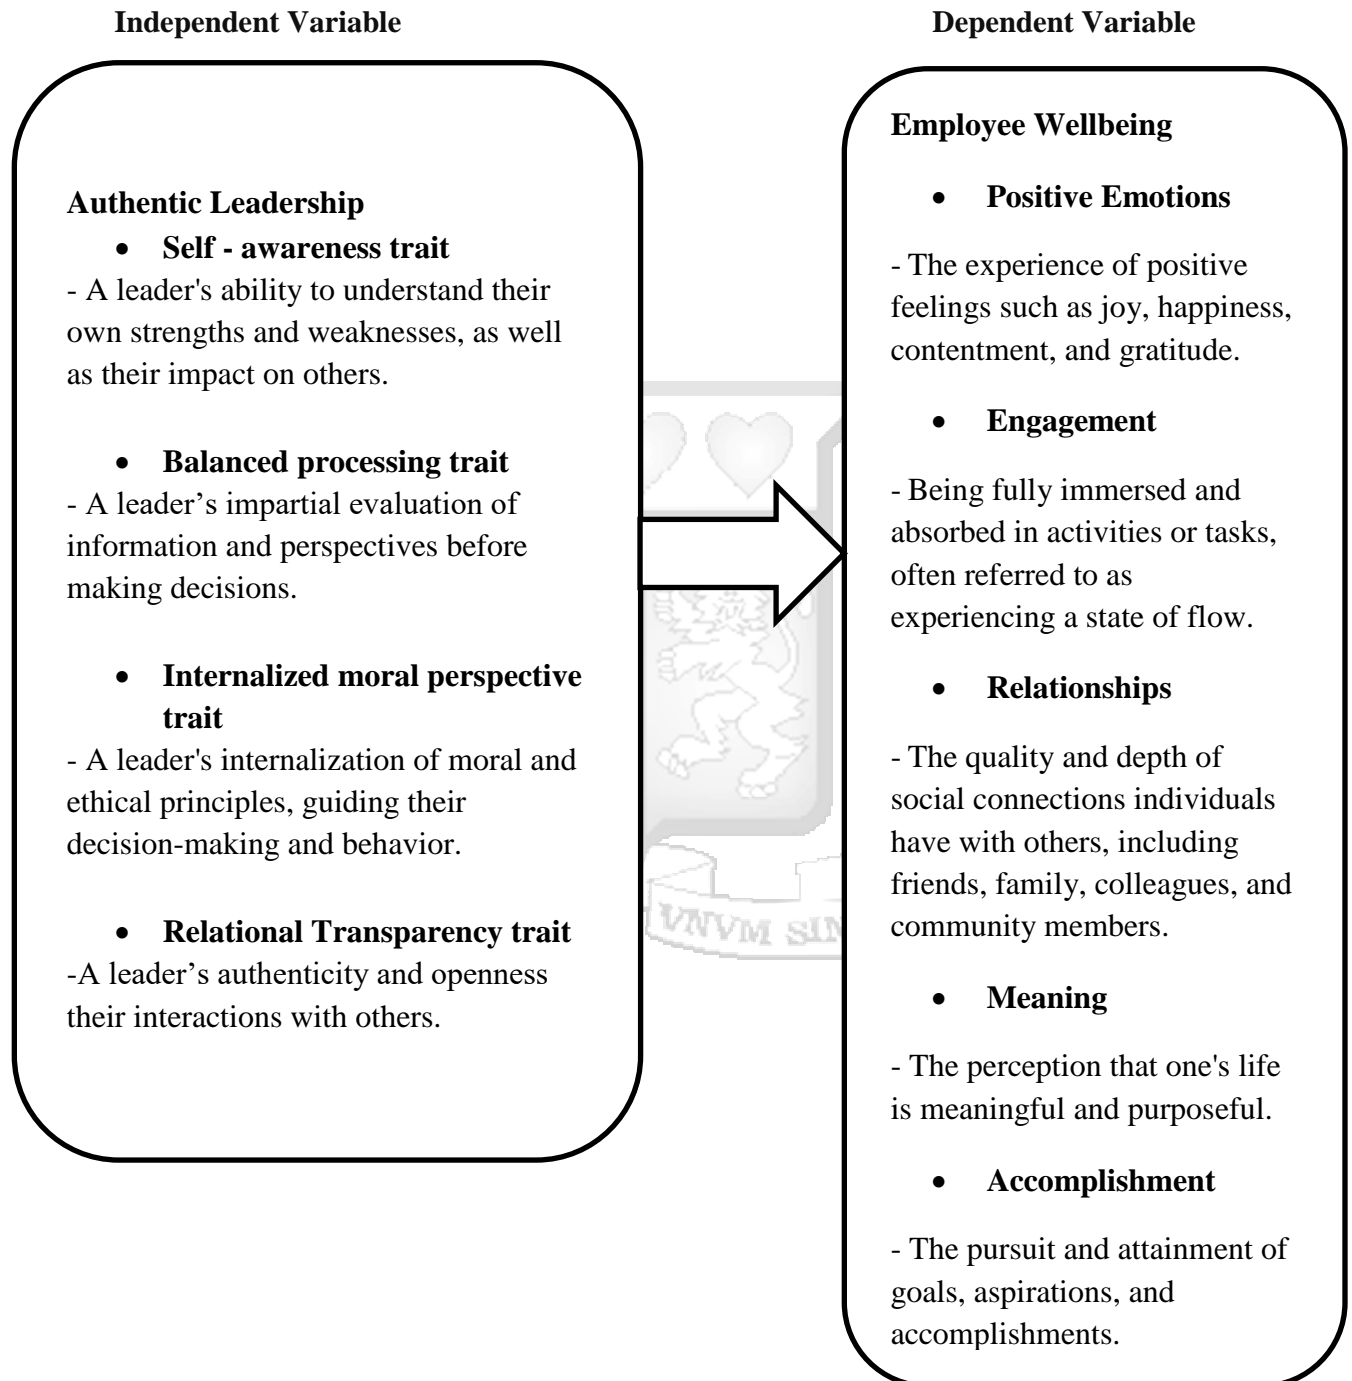 Independent Variable
Dependent Variable
Authentic Leadership
• Self - awareness trait
- A leader's ability to understand their
own strengths and weaknesses, as well
as their impact on others.
• Balanced processing trait
- A leader’s impartial evaluation of
information and perspectives before
making decisions.
• Internalized moral perspective
trait
- A leader's internalization of moral and
ethical principles, guiding their
decision-making and behavior.
• Relational Transparency trait
-A leader’s authenticity and openness
their interactions with others.
Employee Wellbeing
• Positive Emotions
- The experience of positive
feelings such as joy, happiness,
contentment, and gratitude.
• Engagement
- Being fully immersed and
absorbed in activities or tasks,
often referred to as
experiencing a state of flow.
• Relationships
- The quality and depth of
social connections individuals
have with others, including
friends, family, colleagues, and
community members.
• Meaning
- The perception that one's life
is meaningful and purposeful.
• Accomplishment
- The pursuit and attainment of
goals, aspirations, and
accomplishments.
VNVM SIN